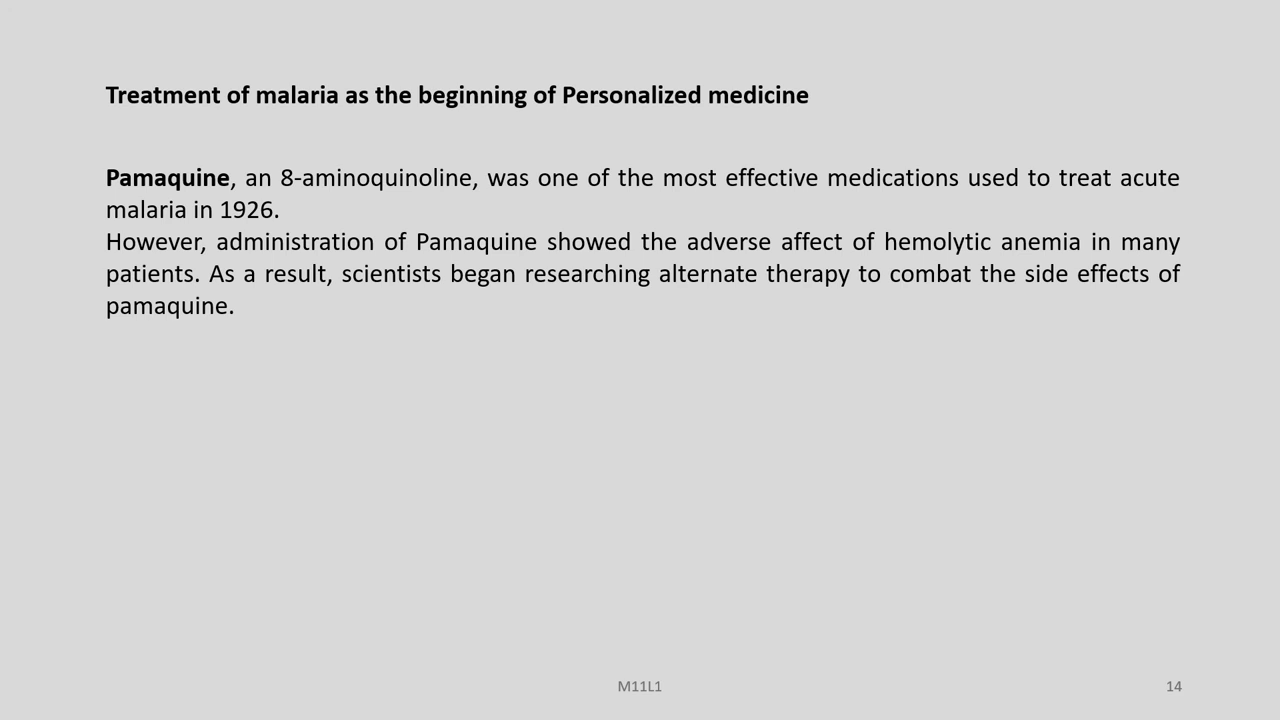 Treatment of malaria as the beginning of Personalized medicine
Pamaquine, an 8-aminoquinoline, was one of the most effective medications used to treat acute
malaria in 1926.
However, administration of Pamaquine showed the adverse affect of hemolytic anemia in many
patients. As a result, scientists began researching alternate therapy to combat the side effects of
pamaquine.
M11L1
14